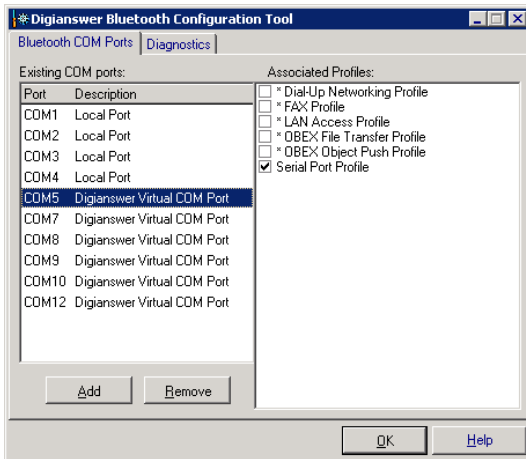 Digianswer Bluetooth Configuration Tool
Bluetooth COM Ports
Diagnostics
Existing COM ports:
Port Description
COM1 Local Port
COM2 Local Port
COM3 Local Port
COM4 Local Port
COM5 Digianswer Virtual COM Port
COM7 Digianswer Virtual COM Port
COM8 Digianswer Virtual COM Port
COM9 Digianswer Virtual COM Port
COM10 Digianswer Virtual COM Port
COM12 Digianswer Virtual COM Port
Add
Remove
Associated Profiles:
* Dial-Up Networking Profile
* FAX Profile
* LAN Access Profile
* OBEX File Transfer Profile
* OBEX Object Push Profile
Serial Port Profile
OK
Help